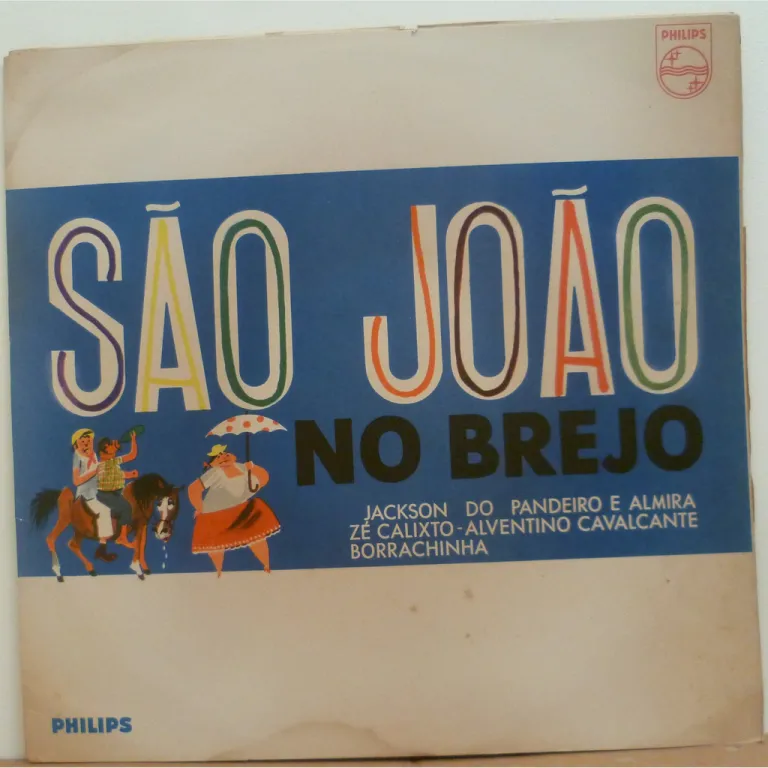 PHILIPS
SÃO JOÃO
NO BREJO
JACKSON DO PANDEIRO E ALMIRA
ZÉ CALIXTO-ALVENTINO CAVALCANTE
BORRACHINHA
PHILIPS